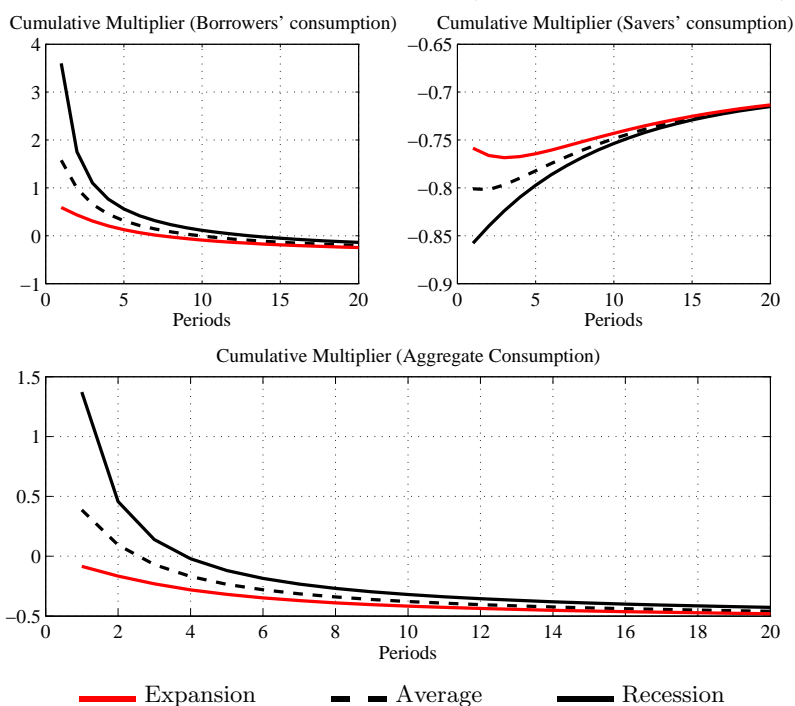 Cumulative Multiplier (Borrowers' consumption)
4
3
2
1
0
−1
0 5 10 15 20
Periods
Cumulative Multiplier (Savers' consumption)
−0.65
−0.7
−0.75
−0.8
−0.85
−0.9
0 5 10 15 20
Periods
Cumulative Multiplier (Aggregate Consumption)
1.5
1
0.5
0
−0.5
0 2 4 6 8 10 12 14 16 18 20
Periods
Expansion Average Recession